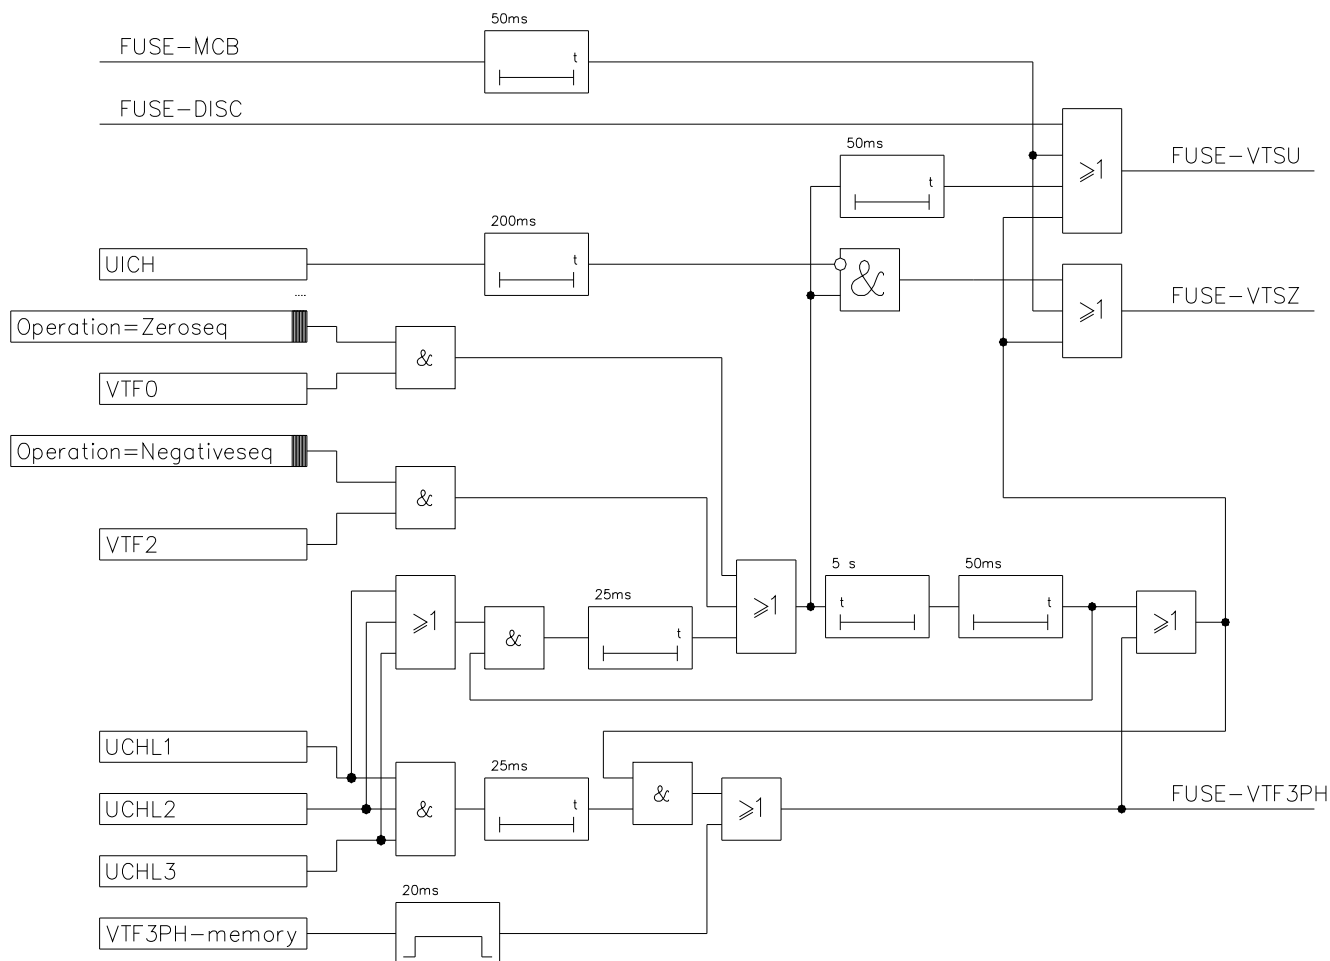 50ms
FUSE-MCB
t
FUSE-DISC
50ms
t
≥1
FUSE-VTSU
200ms
UICH
t
&
....
≥1
FUSE-VTSZ
Operation=Zeroseq
&
VTF0
Operation=Negativeseq
&
VTF2
5 s
50ms
25ms
t
t
≥1
≥1
≥1
&
t
UCHL1
25ms
&
FUSE-VTF3PH
UCHL2
&
t
≥1
UCHL3
20ms
VTF3PH-memory